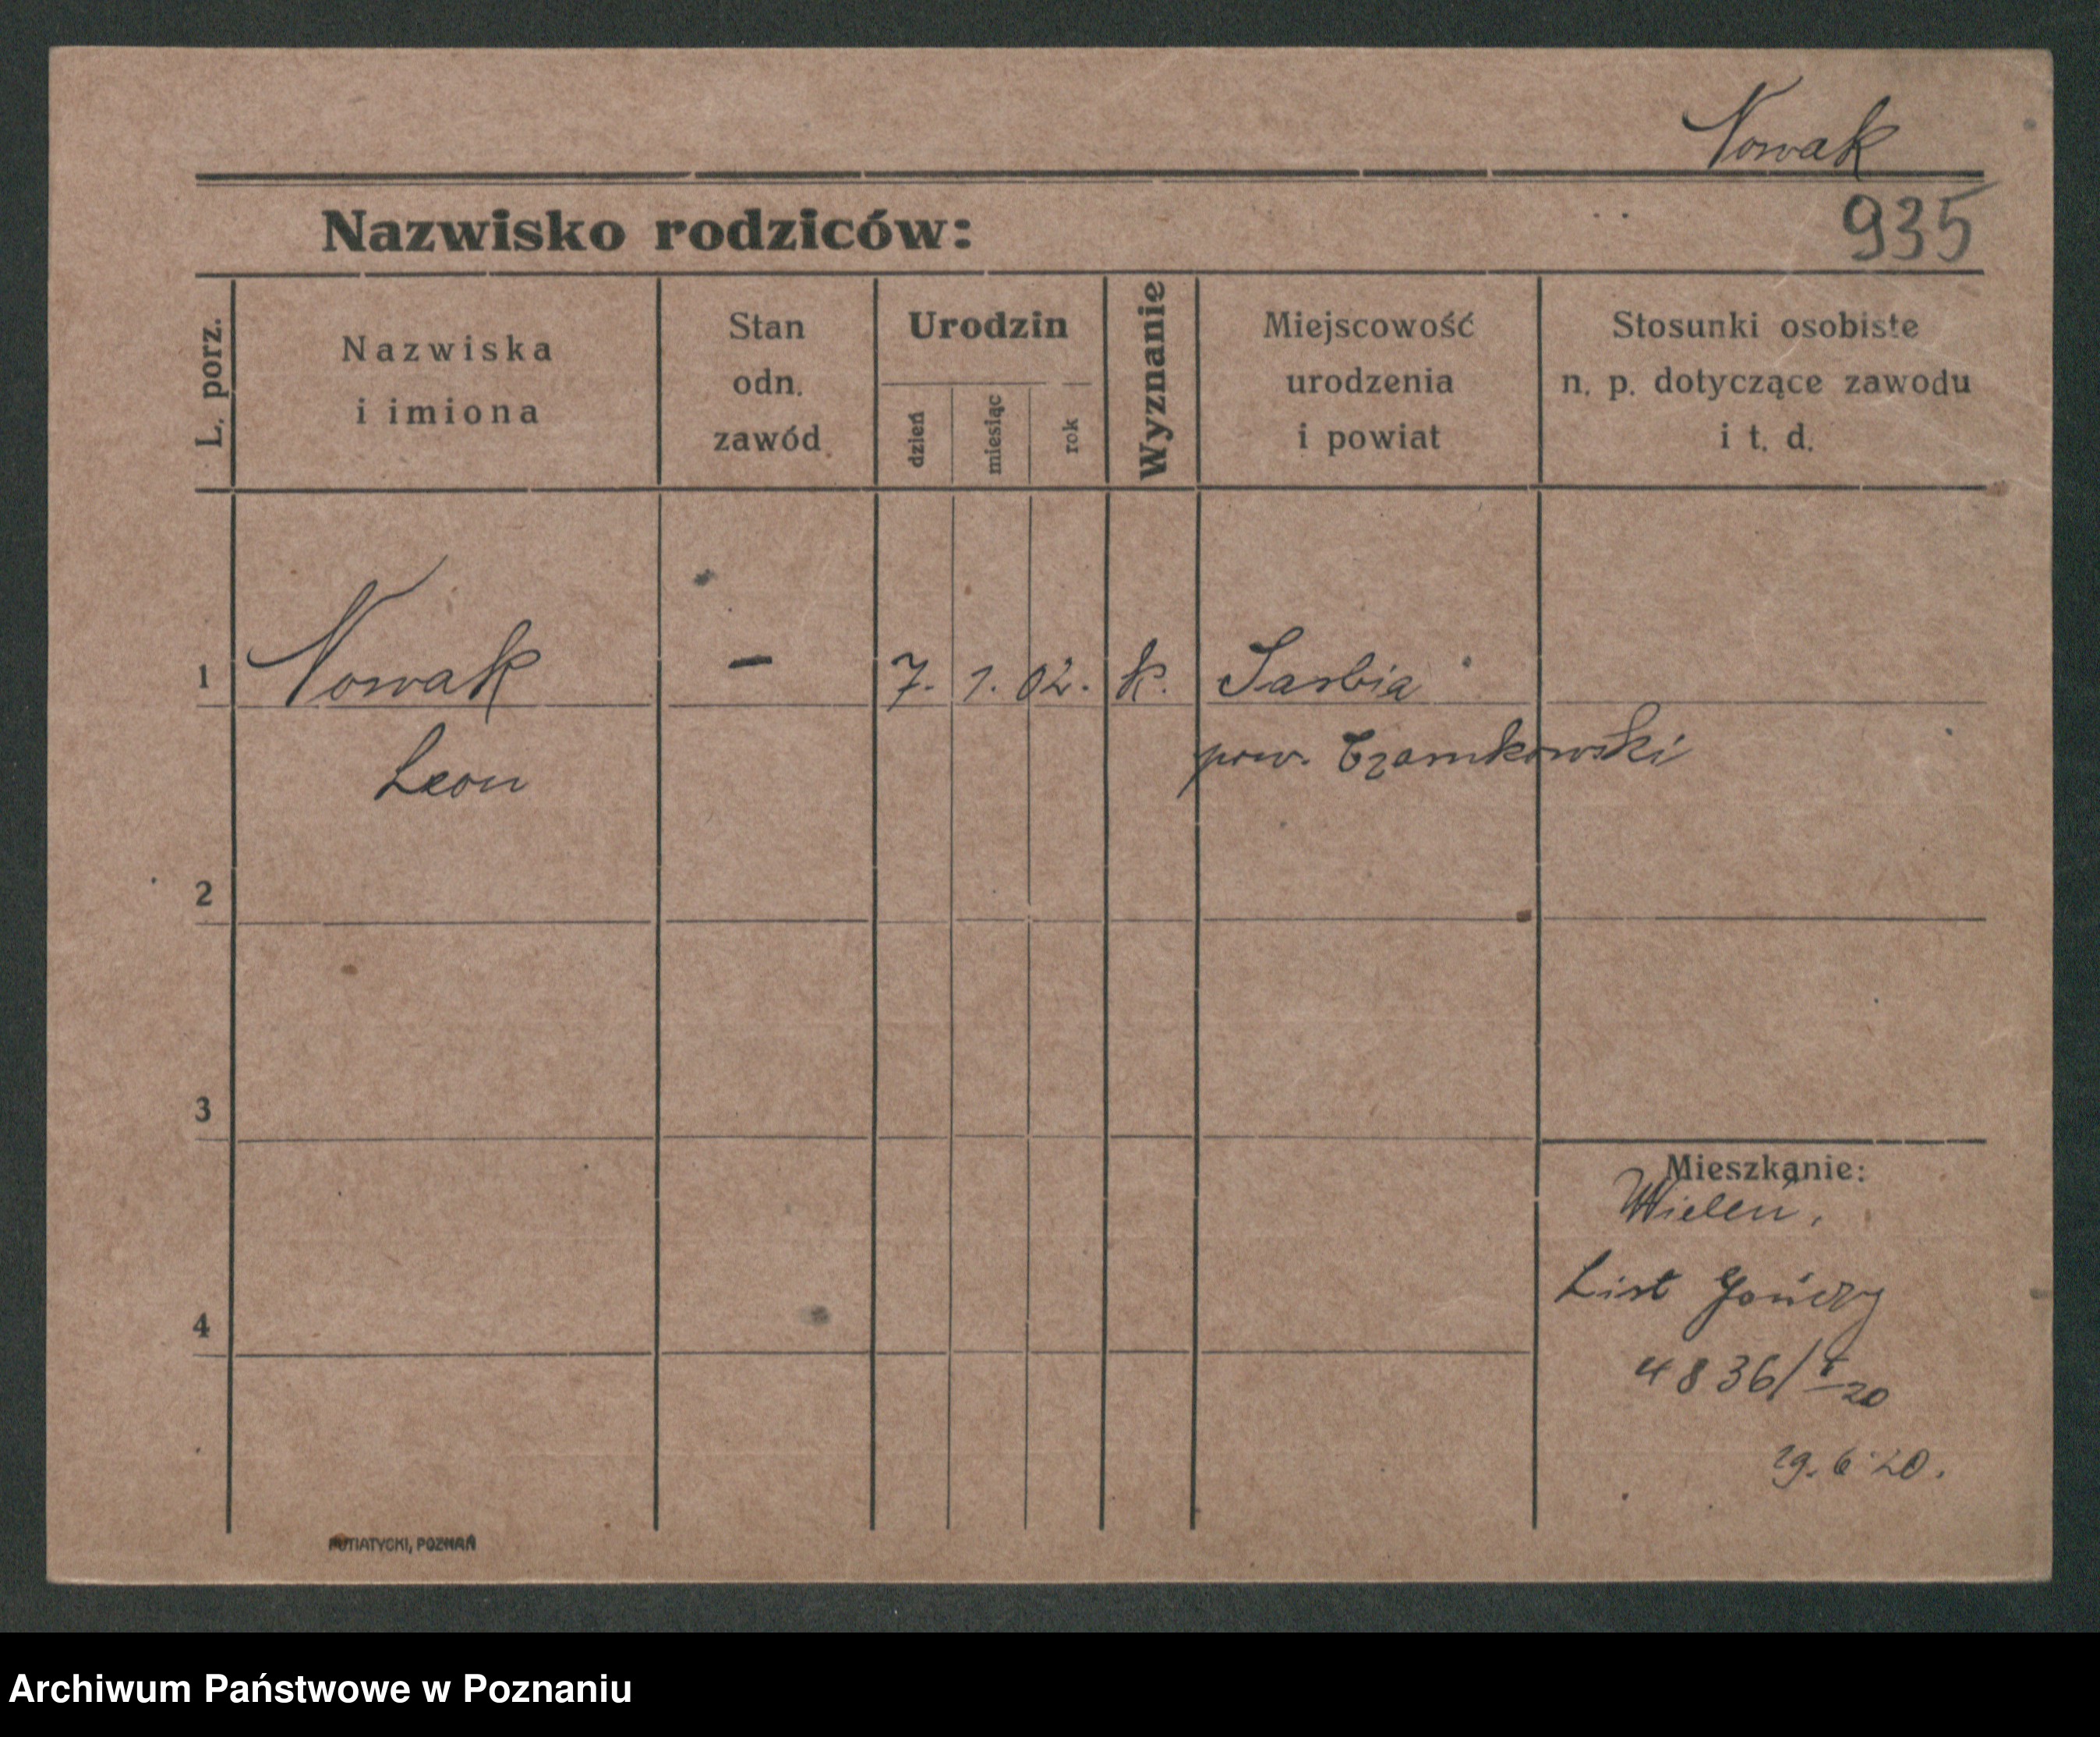 Nowak
Nazwisko rodziców:
935
L. porz.
Nazwiska
i imiona
Stan
odn.
zawód
Urodzin
dzień
miesiąc
rok
Wyznanie
Miejscowość
urodzenia
i powiat
Stosunki osobiste
n. p. dotyczące zawodu
i t. d.
1 Nowak - 7. 1. 02. k. Sarbia
Leon pow. Czarnkowski
2
3
Mieszkanie:
Wieleń,
List gończy
4
4836/ 20
29. 6 20.
PUTIATYCKI, POZNAŃ
Archiwum Państwowe w Poznaniu